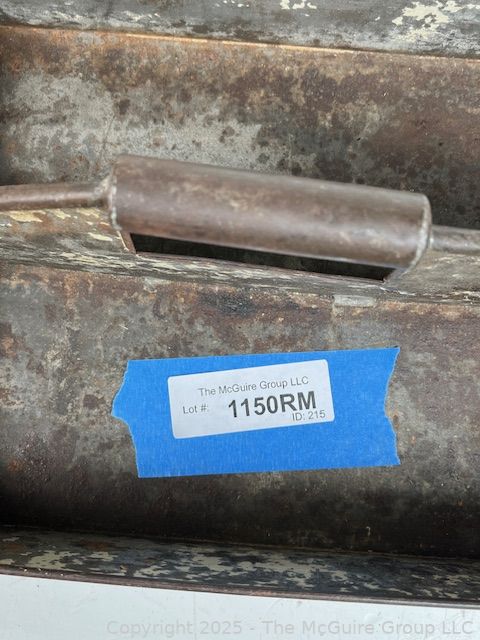 The McGuire Group LLC
Lot #: 1150RM
ID: 215
Copyright 2025 - The McGuire Group LLC